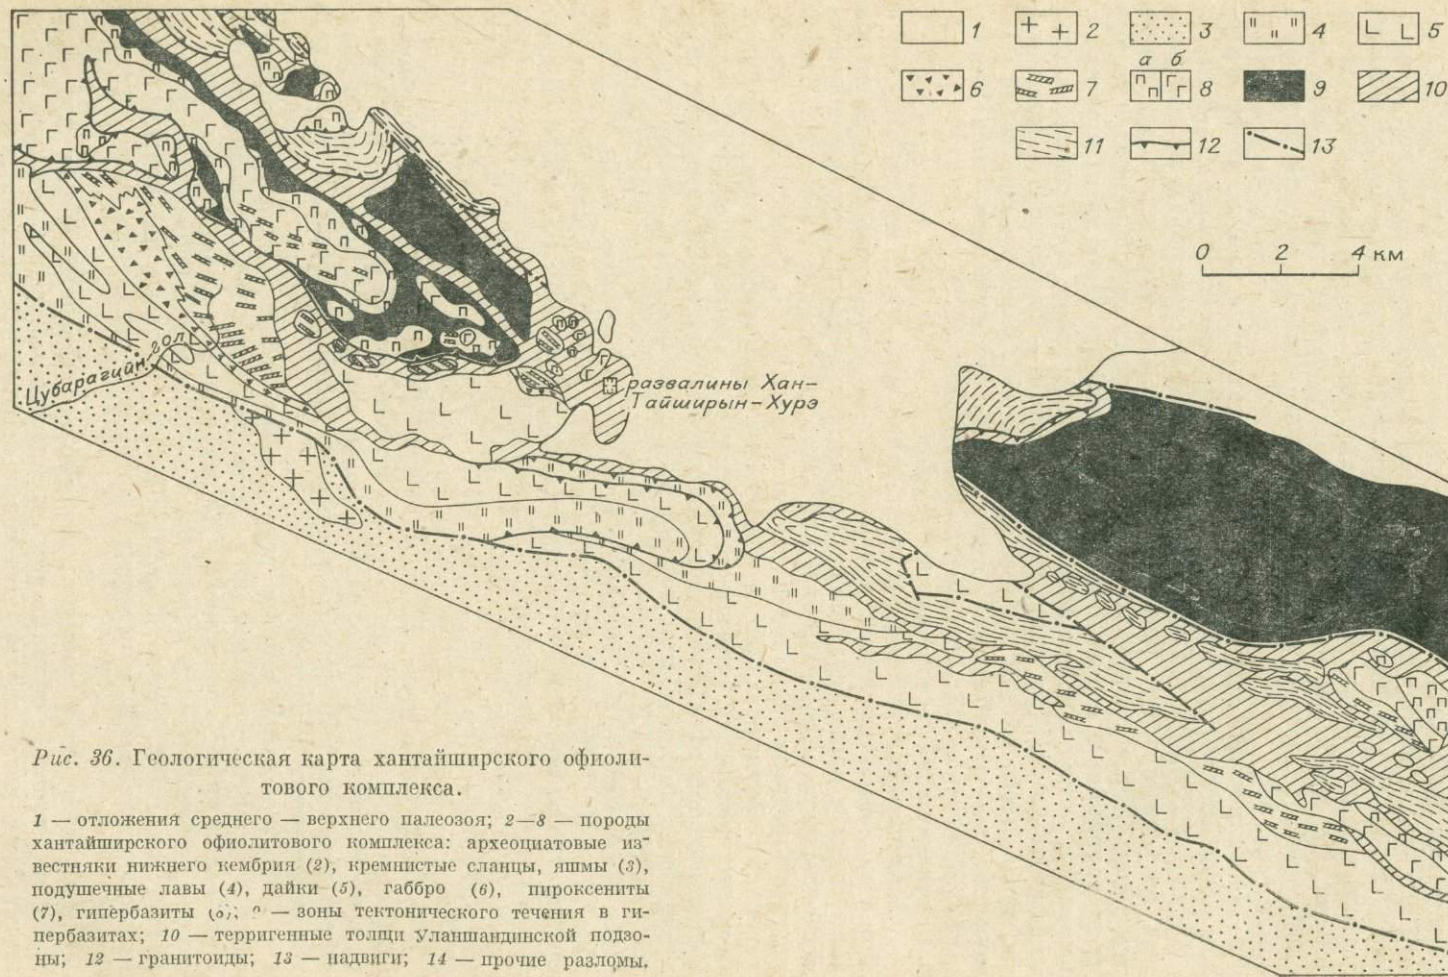 1 2 3 4 5
а б
6 7 8 9 10
11 12 13
0 2 4 км
Цубарагийн-гол
развалины Хан-
Тайширын-Хурэ
Рис. 36. Геологическая карта хантайширского офиоли-
тового комплекса.
1 — отложения среднего — верхнего палеозоя; 2—8 — породы
хантайширского офиолитового комплекса: археоциатовые из-
вестняки нижнего кембрия (2), кремнистые сланцы, яшмы (3),
подушечные лавы (4), дайки (5), габбро (6), пироксениты
(7), гипербазиты — зоны тектонического течения в ги-
пербазитах; 10 — терригенные толщи Уланшандинской подзо-
ны; 12 — гранитоиды; 13 — надвиги; 14 — прочие разломы.